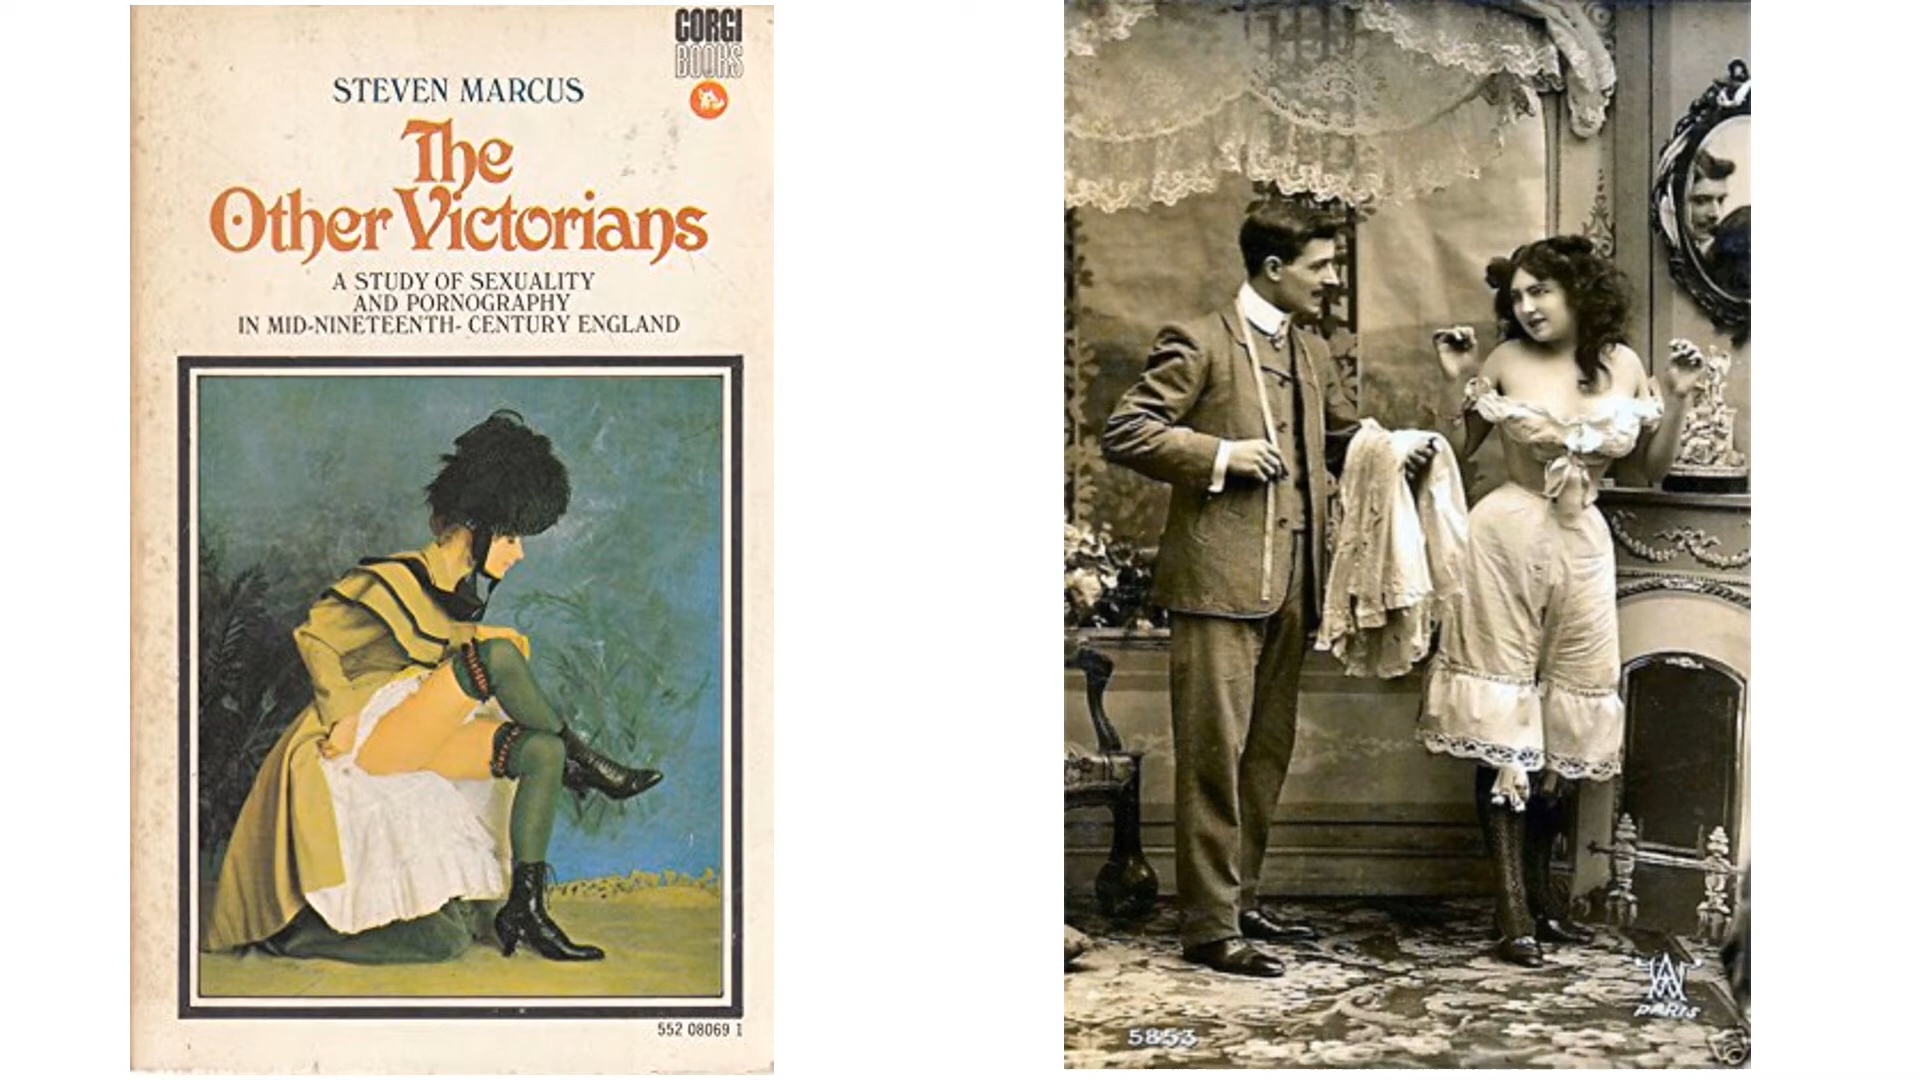 CORGI
BOOKS
STEVEN MARCUS
The
Other Victorians
A STUDY OF SEXUALITY
AND PORNOGRAPHY
IN MID-NINETEENTH-CENTURY ENGLAND
552 08069 1
5853
PARIS